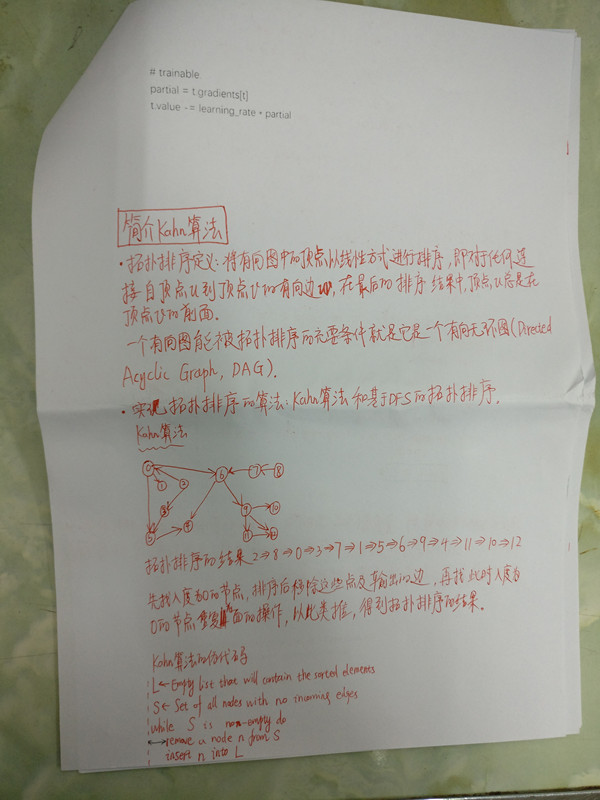 # trainable
partial = t.gradients[t]
t.value -= learning_rate * partial
简介Kahn算法
·拓扑排序定义:将有向图中的顶点以线性方式进行排序,即对于任何连
接自顶点u到顶点v的有向边uv,在最后的排序结果中,顶点u总是在
顶点v的前面.
一个有向图能被拓扑排序的充要条件就是它是一个有向无环图(Directed
Acyclic Graph, DAG).
·实现拓扑排序的算法:Kahn算法和基于DFS的拓扑排序.
Kahn算法
0 6 7 8
1 2
3 9 10
5 4 11 12
拓扑排序的结果 2→8→0→3→7→1→5→6→9→4→11→10→12
先找入度为0的节点,排序后移除这些点及输出的边,再找此时入度为
0的节点重复面的操作,以此类推,得到拓扑排序的结果.
Kahn算法的伪代码
L← Empty list that will contain the sorted elements
S← Set of all nodes with no incoming edges
while S is non-empty do
remove a node n from S
insert n into L